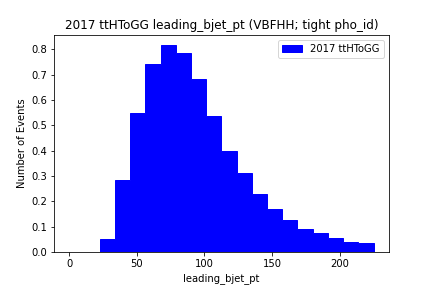 2017 ttHToGG leading_bjet_pt (VBFHH; tight pho_id)
2017 ttHToGG
Number of Events
0.8
0.7
0.6
0.5
0.4
0.3
0.2
0.1
0.0
0 50 100 150 200
leading_bjet_pt